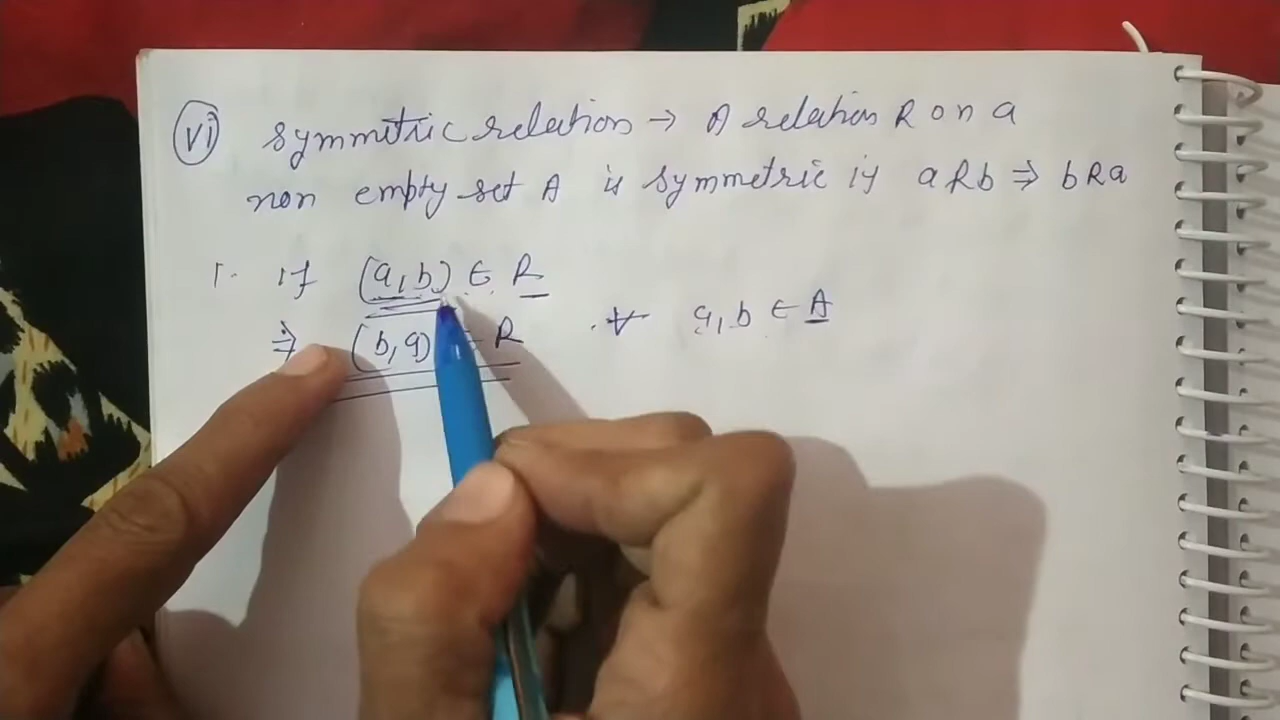 (vi) Symmetric relation → A relation R on a
non empty set A is symmetric if aRb ⇒ bRa
1. if (a,b) ∈ R
∀ a,b ∈ A
⇒ (b,a) ∈ R